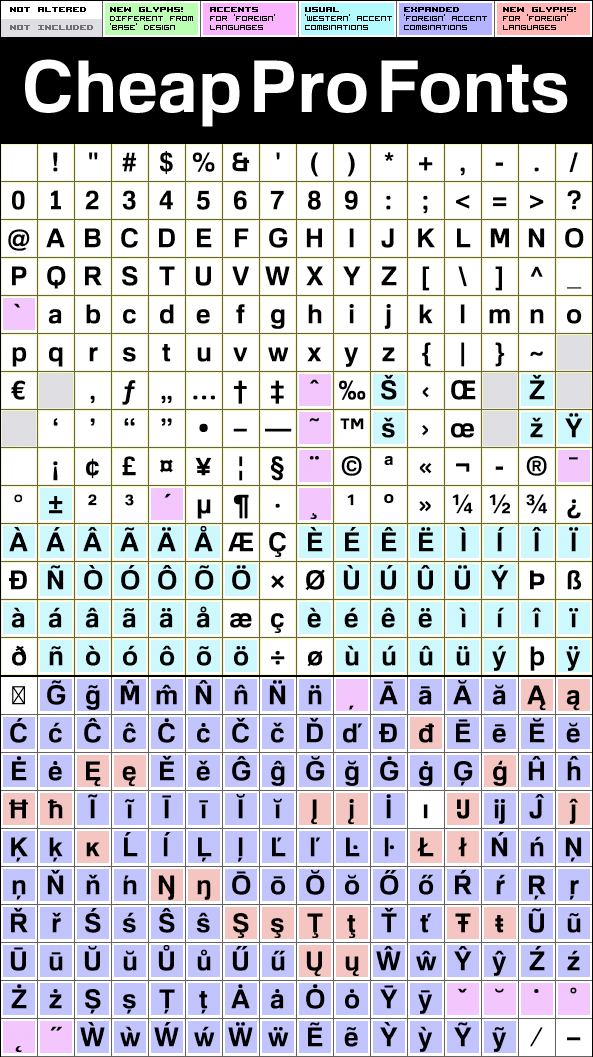 NOT ALTERED
NOT INCLUDED
NEW GLYPHS!
DIFFERENT FROM
'BASE' DESIGN
ACCENTS
FOR 'FOREIGN'
LANGUAGES
USUAL
'WESTERN' ACCENT
COMBINATIONS
EXPANDED
'FOREIGN' ACCENT
COMBINATIONS
NEW GLYPHS!
FOR 'FOREIGN'
LANGUAGES
Cheap Pro Fonts
! " # $ % & ' ( ) * + , - . /
0 1 2 3 4 5 6 7 8 9 : ; < = > ?
@ A B C D E F G H I J K L M N O
P Q R S T U V W X Y Z [ \ ] ^ _
` a b c d e f g h i j k l m n o
p q r s t u v w x y z { | } ~
€ ‚ ƒ „ … † ‡ ˆ ‰ Š ‹ Œ Ž
‘ ’ “ ” • – — ˜ ™ š › œ ž Ÿ
¡ ¢ £ ¤ ¥ ¦ § ¨ © ª « ¬ - ® ¯
° ± ² ³ ´ µ ¶ · ¸ ¹ º » ¼ ½ ¾ ¿
À Á Â Ã Ä Å Æ Ç È É Ê Ë Ì Í Î Ï
Ð Ñ Ò Ó Ô Õ Ö × Ø Ù Ú Û Ü Ý Þ ß
à á â ã ä å æ ç è é ê ë ì í î ï
ð ñ ò ó ô õ ö ÷ ø ù ú û ü ý þ ÿ
G̃ g̃ M̂ m̂ N̂ n̂ N̈ n̈ Ā ā Ă ă Ą ą
Ć ć Ĉ ĉ Ċ ċ Č č Ď ď Đ đ Ē ē Ĕ ĕ
Ė ė Ę ę Ě ě Ĝ ĝ Ğ ğ Ġ ġ Ģ ģ Ĥ ĥ
Ħ ħ Ĩ ĩ Ī ī Ĭ ĭ Į į İ ı Ĳ ĳ Ĵ ĵ
Ķ ķ ĸ Ĺ ĺ Ļ ļ Ľ ľ Ŀ ŀ Ł ł Ń ń Ņ
ņ Ň ň ŉ Ŋ ŋ Ō ō Ŏ ŏ Ő ő Ŕ ŕ Ŗ ŗ
Ř ř Ś ś Ŝ ŝ Ş ş Ţ ţ Ť ť Ŧ ŧ Ũ ũ
Ū ū Ŭ ŭ Ů ů Ű ű Ų ų Ŵ ŵ Ŷ ŷ Ź ź
Ż ż Ș ș Ț ț Ȧ ȧ Ȯ ȯ Ȳ ȳ ˇ ˘ ˙ ˚
˛ ˝ Ẁ ẁ Ẃ ẃ Ẅ ẅ Ẽ ẽ Ỳ ỳ Ỹ ỹ ⁄ −